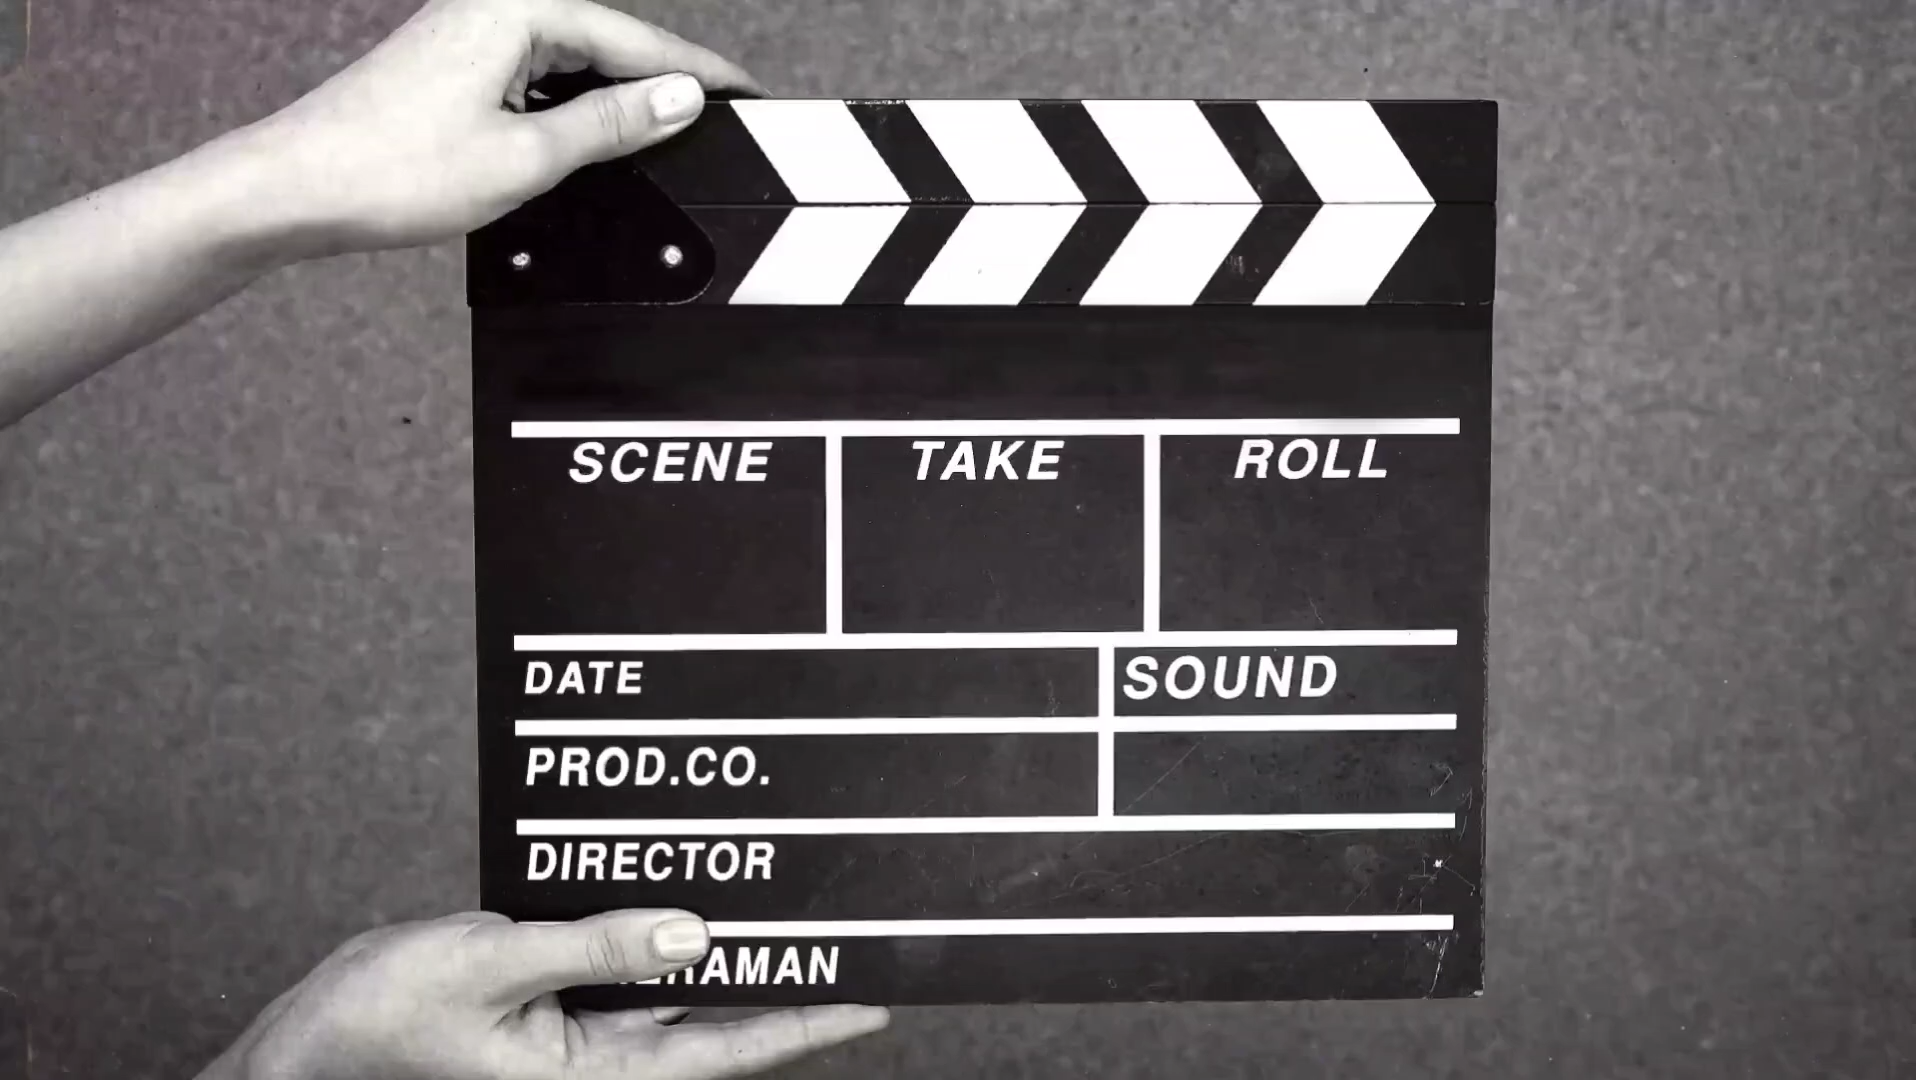 SCENE TAKE ROLL
DATE SOUND
PROD.CO.
DIRECTOR